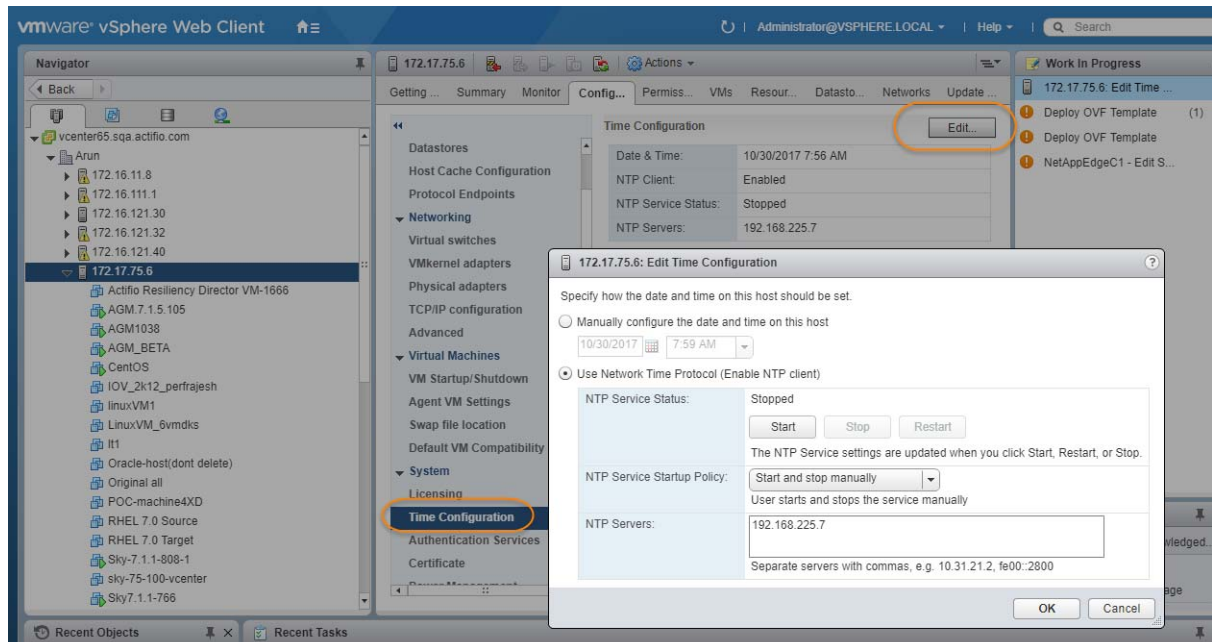 vmware® vSphere Web Client
Administrator@VSPHERE.LOCAL | Help | Search
Navigator
Back
vcenter65.sqa.actifio.com
Arun
172.16.11.8
172.16.111.1
172.16.121.30
172.16.121.32
172.16.121.40
172.17.75.6
Actifio Resiliency Director VM-1666
AGM.7.1.5.105
AGM1038
AGM_BETA
CentOS
IOV_2k12_perfrajesh
linuxVM1
LinuxVM_6vmdks
lt1
Oracle-host(dont delete)
Original all
POC-machine4XD
RHEL 7.0 Source
RHEL 7.0 Target
Sky-7.1.1-808-1
sky-75-100-vcenter
Sky7.1.1-766
172.17.75.6 Actions
Getting ... Summary Monitor Config... Permiss... VMs Resour... Datasto... Networks Update ...
Datastores
Host Cache Configuration
Protocol Endpoints
Networking
Virtual switches
VMkernel adapters
Physical adapters
TCP/IP configuration
Advanced
Virtual Machines
VM Startup/Shutdown
Agent VM Settings
Swap file location
Default VM Compatibility
System
Licensing
Time Configuration
Authentication Services
Certificate
Power Management
Time Configuration
Edit...
Date & Time: 10/30/2017 7:56 AM
NTP Client: Enabled
NTP Service Status: Stopped
NTP Servers: 192.168.225.7
Work In Progress
172.17.75.6: Edit Time ...
Deploy OVF Template (1)
Deploy OVF Template
NetAppEdgeC1 - Edit S...
172.17.75.6: Edit Time Configuration ?
Specify how the date and time on this host should be set.
Manually configure the date and time on this host
10/30/2017 7:59 AM
Use Network Time Protocol (Enable NTP client)
NTP Service Status: Stopped
Start Stop Restart
The NTP Service settings are updated when you click Start, Restart, or Stop.
NTP Service Startup Policy: Start and stop manually
User starts and stops the service manually
NTP Servers: 192.168.225.7
Separate servers with commas, e.g. 10.31.21.2, fe00::2800
OK Cancel
Recent Objects
Recent Tasks